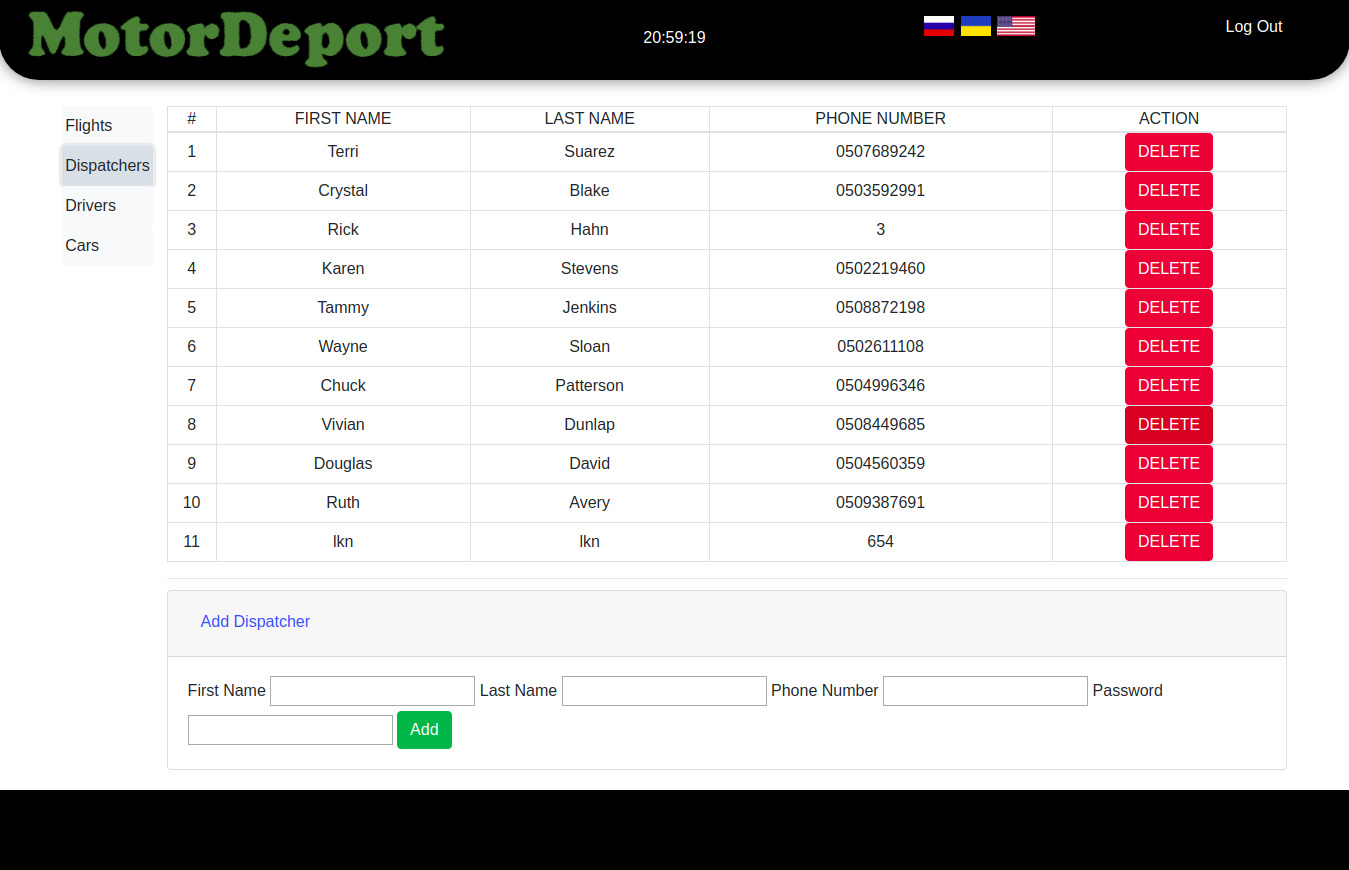 MotorDeport
20:59:19
Log Out
Flights
Dispatchers
Drivers
Cars
# FIRST NAME LAST NAME PHONE NUMBER ACTION
1 Terri Suarez 0507689242 DELETE
2 Crystal Blake 0503592991 DELETE
3 Rick Hahn 3 DELETE
4 Karen Stevens 0502219460 DELETE
5 Tammy Jenkins 0508872198 DELETE
6 Wayne Sloan 0502611108 DELETE
7 Chuck Patterson 0504996346 DELETE
8 Vivian Dunlap 0508449685 DELETE
9 Douglas David 0504560359 DELETE
10 Ruth Avery 0509387691 DELETE
11 lkn lkn 654 DELETE
Add Dispatcher
First Name Last Name Phone Number Password
Add